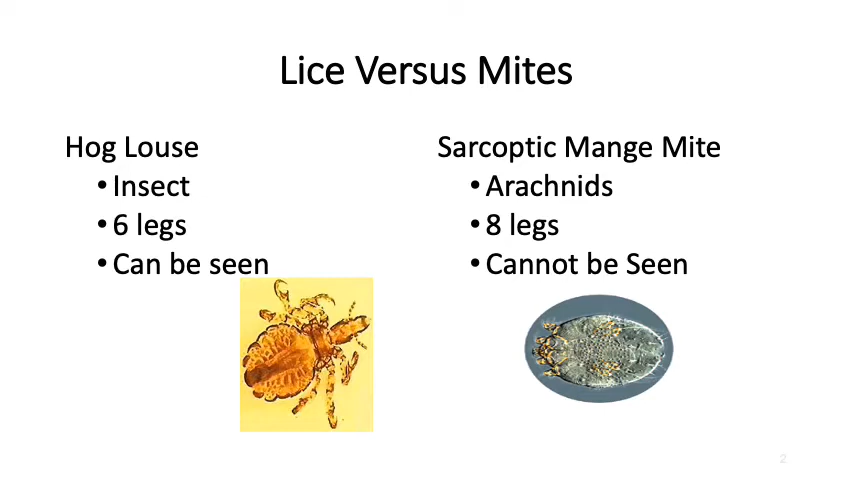 Lice Versus Mites
Hog Louse
• Insect
• 6 legs
• Can be seen
Sarcoptic Mange Mite
• Arachnids
• 8 legs
• Cannot be Seen
2